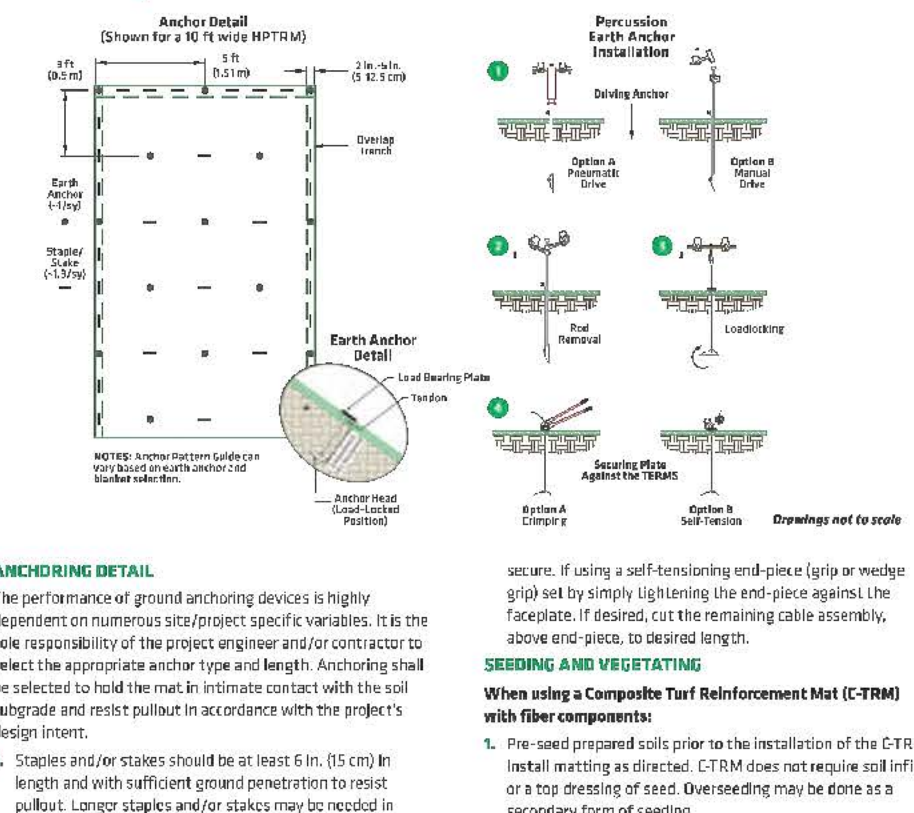 Anchor Detail
(Shown for a 10 ft wide HPTRM)
3 ft
(0.9 m)
5 ft
(1.51 m)
2 in.-5 in.
(5-12.5 cm)
Overlap
Trench
Earth
Anchor
(~1/sy)
Staple/
Stake
(~1.3/sy)
Earth Anchor
Detail
Load Bearing Plate
Tendon
Anchor Head
(Load-Locked
Position)
NOTES: Anchor Pattern Guide can
vary based on earth anchor and
blanket selection.
Percussion
Earth Anchor
Installation
1
Driving Anchor
Option A
Pneumatic
Drive
Option B
Manual
Drive
2
Rod
Removal
3
Loadlocking
4
Securing Plate
Against the TERMS
Option A
Crimping
Option B
Self-Tension
Drawings not to scale
ANCHORING DETAIL
he performance of ground anchoring devices is highly
ependent on numerous site/project specific variables. It is the
ole responsibility of the project engineer and/or contractor to
elect the appropriate anchor type and length. Anchoring shall
e selected to hold the mat in intimate contact with the soil
ubgrade and resist pullout in accordance with the project's
esign intent.
. Staples and/or stakes should be at least 6 in. (15 cm) in
length and with sufficient ground penetration to resist
pullout. Longer staples and/or stakes may be needed in
secure. If using a self-tensioning end-piece (grip or wedge
grip) set by simply tightening the end-piece against the
faceplate. If desired, cut the remaining cable assembly,
above end-piece, to desired length.
SEEDING AND VEGETATING
When using a Composite Turf Reinforcement Mat (C-TRM)
with fiber components:
1. Pre-seed prepared soils prior to the installation of the C-TR
Install matting as directed. C-TRM does not require soil infi
or a top dressing of seed. Overseeding may be done as a
secondary form of seeding.